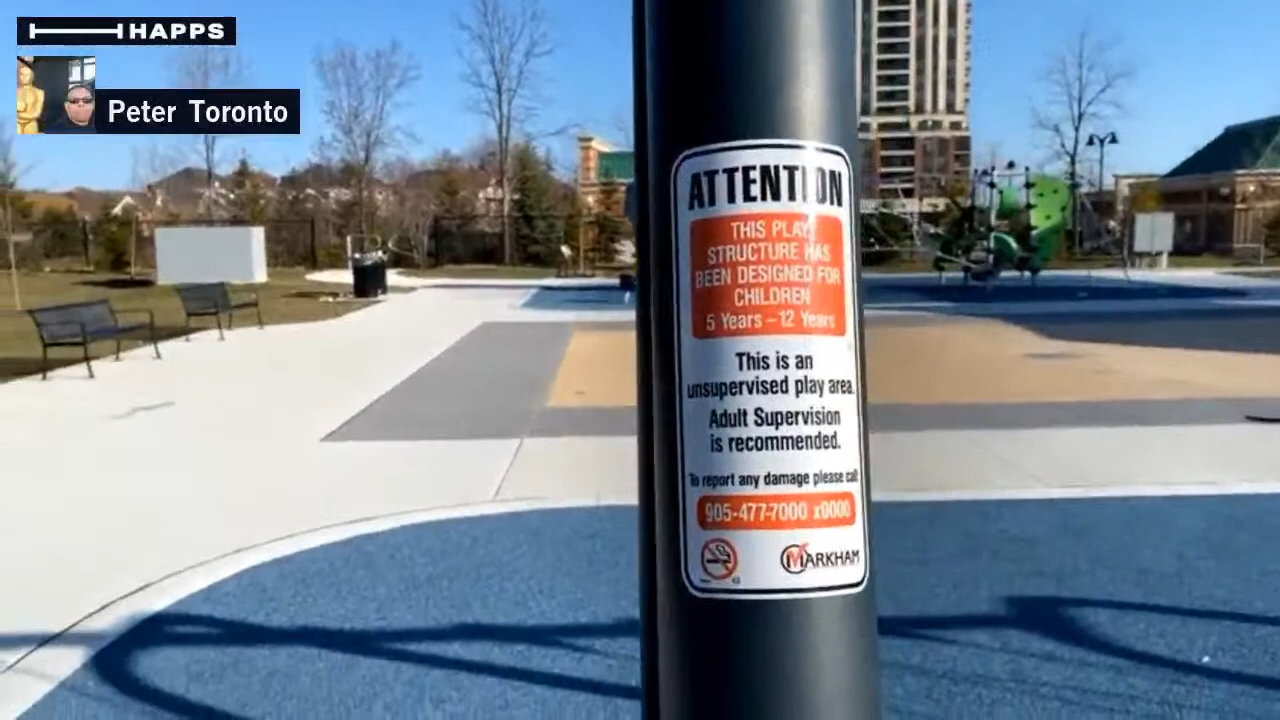 HAPPS
Peter Toronto
ATTENTION
THIS PLAY
STRUCTURE HAS
BEEN DESIGNED FOR
CHILDREN
5 Years – 12 Years
This is an
unsupervised play area.
Adult Supervision
is recommended.
To report any damage please call
905-477-7000 x0000
MARKHAM